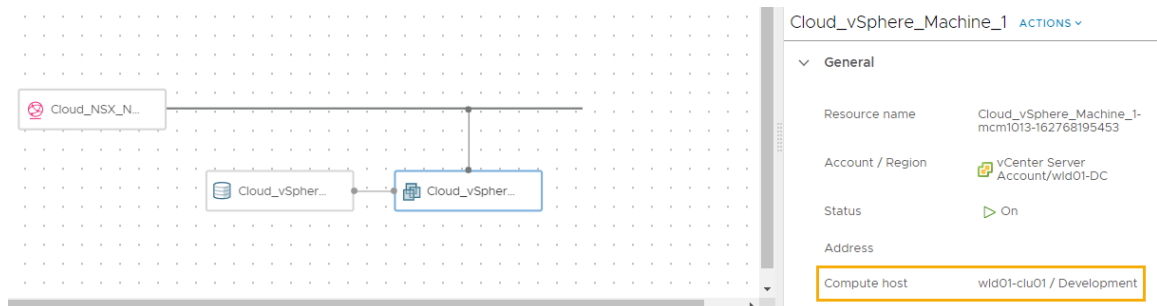 Cloud_vSphere_Machine_1 ACTIONS
General
Cloud_NSX_N...
Resource name Cloud_vSphere_Machine_1-
mcm1013-162768195453
Account / Region vCenter Server
Account/wld01-DC
Cloud_vSpher... Cloud_vSpher...
Status On
Address
Compute host wld01-clu01 / Development